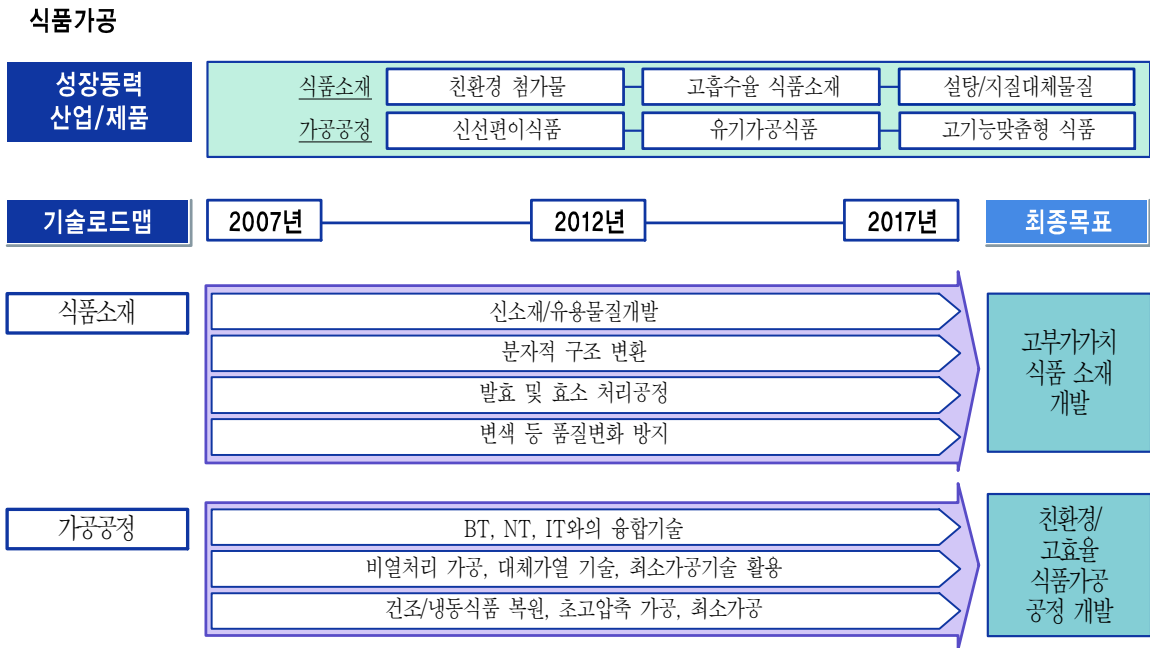 식품가공
성장동력
산업/제품
식품소재 친환경 첨가물 고흡수율 식품소재 설탕/지질대체물질
가공공정 신선편이식품 유기가공식품 고기능맞춤형 식품
기술로드맵 2007년 2012년 2017년 최종목표
식품소재
신소재/유용물질개발
분자적 구조 변환
발효 및 효소 처리공정
변색 등 품질변화 방지
고부가가치
식품 소재
개발
가공공정
BT, NT, IT와의 융합기술
비열처리 가공, 대체가열 기술, 최소가공기술 활용
건조/냉동식품 복원, 초고압축 가공, 최소가공
친환경/
고효율
식품가공
공정 개발